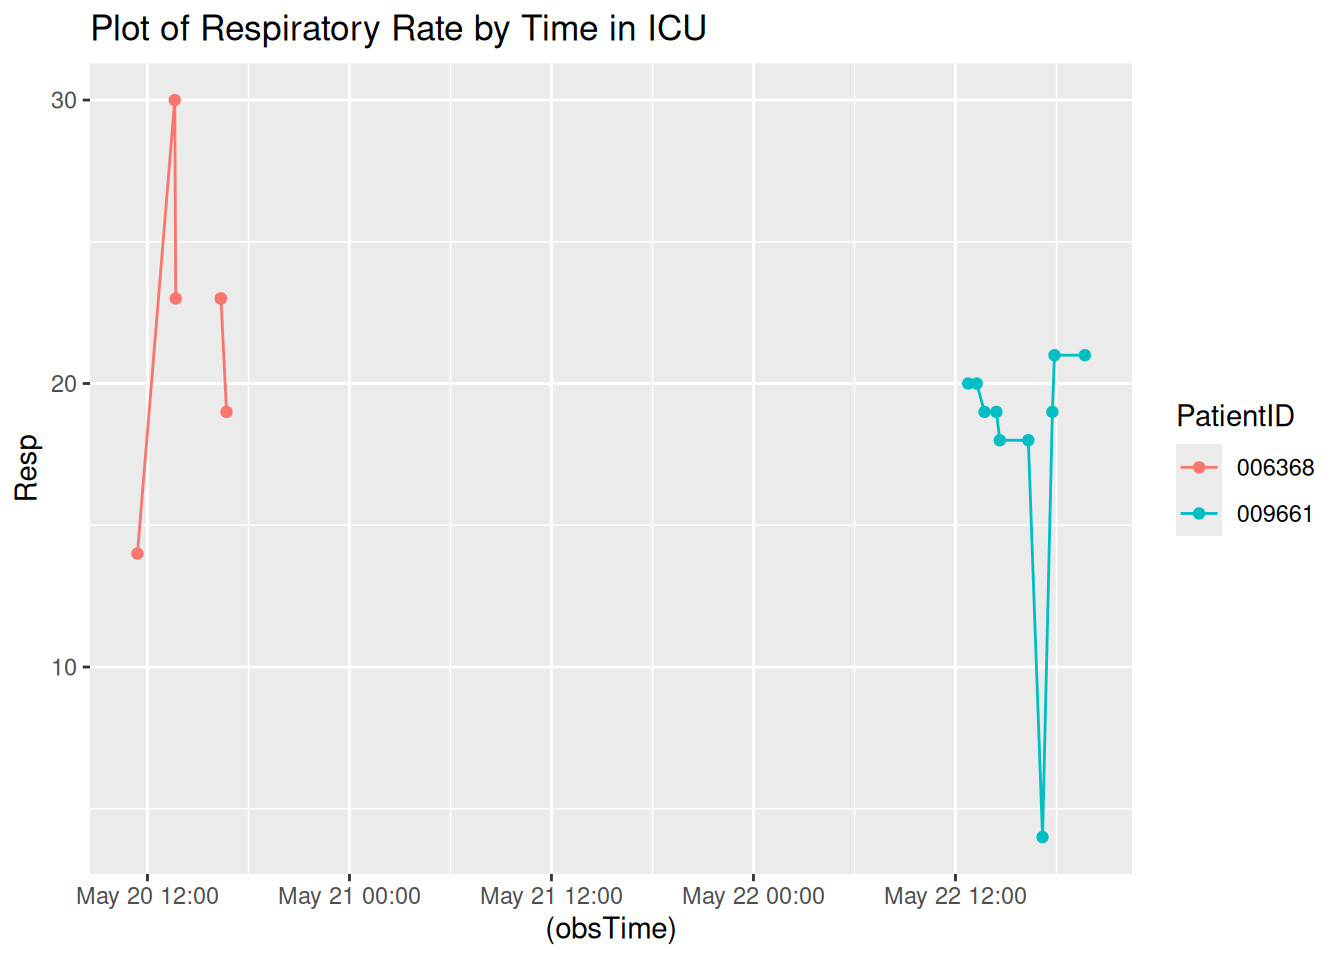 Plot of Respiratory Rate by Time in ICU
30
20
10
Resp
May 20 12:00
May 21 00:00
May 21 12:00
May 22 00:00
May 22 12:00
(obsTime)
PatientID
006368
009661